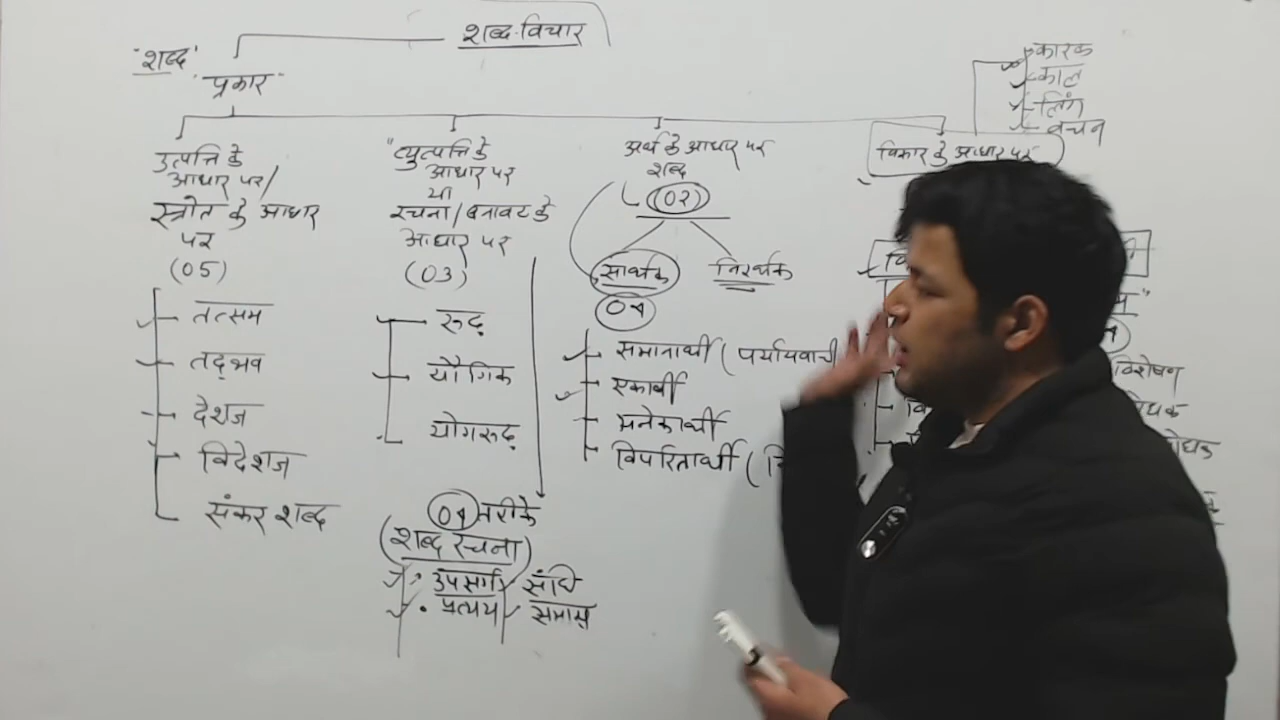 शब्द-विचार
"शब्द"
प्रकार"
कारक
काल
लिंग
वचन
उत्पत्ति के
आधार पर/
स्त्रोत के आधार
पर
(05)
तत्सम
तद्भव
देशज
विदेशज
संकर शब्द
"व्युत्पत्ति के
आधार पर
या
रचना/बनावट के
आधार पर
(03)
रुढ़
यौगिक
योगरुढ़
04 तरीके
(शब्द रचना)
उपसर्ग संधि
प्रत्यय समास
अर्थ के आधार पर
शब्द
(02)
सार्थक निरर्थक
04
समानार्थी (पर्यायवाची
एकार्थी
अनेकार्थी
विपरितार्थी (
विकार के आधार पर
विशेषण